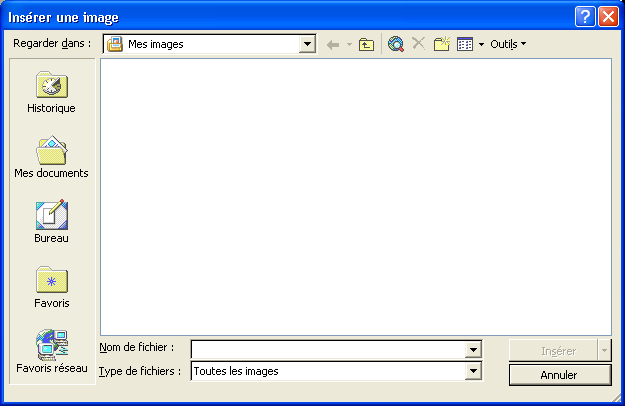 Insérer une image
Regarder dans : Mes images Outils
Historique
Mes documents
Bureau
Favoris
Favoris réseau
Nom de fichier :
Insérer
Type de fichiers : Toutes les images
Annuler